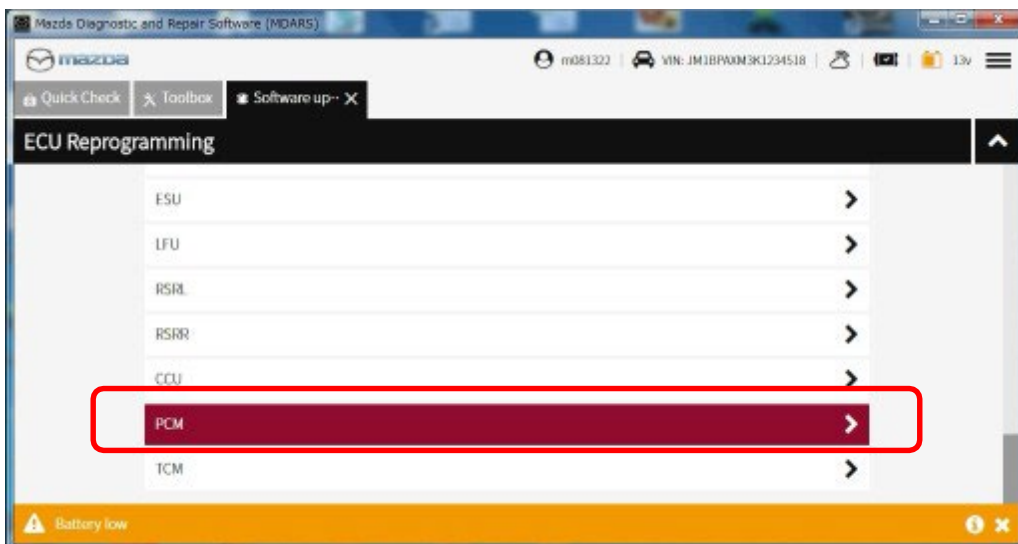 Mazda Diagnostic and Repair Software (MDARS)
mazda m081322 VIN: JM1BPAXM3K1234518 13v
Quick Check Toolbox Software up··
ECU Reprogramming
ESU
LFU
RSRL
RSRR
CCU
PCM
TCM
Battery low